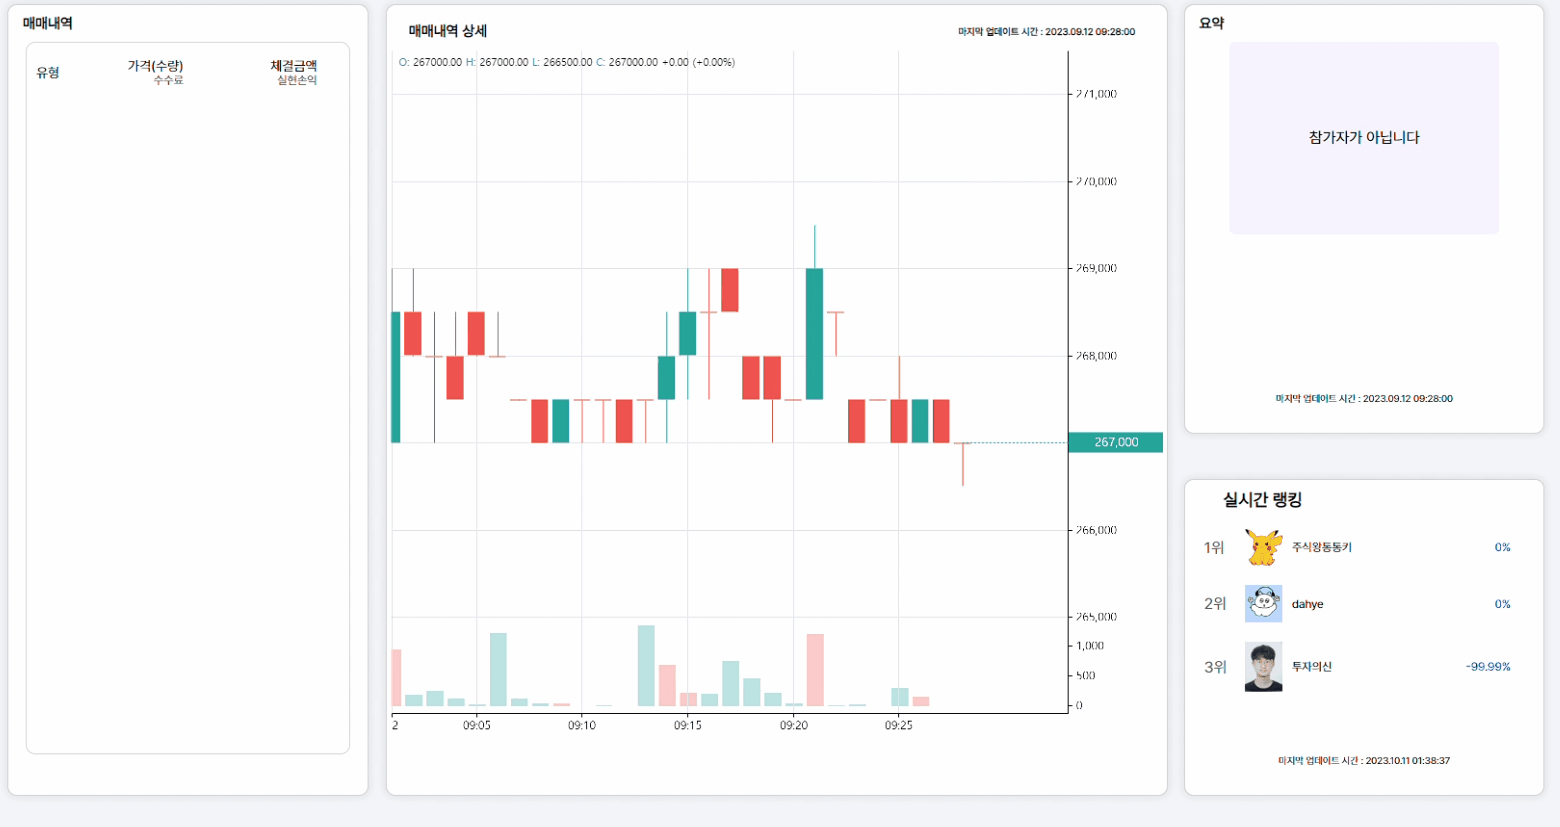 매매내역
유형
가격(수량)
수수료
체결금액
실현손익
매매내역 상세
마지막 업데이트 시간 : 2023.09.12 09:28:00
O: 267000.00 H: 267000.00 L: 266500.00 C: 267000.00 +0.00 (+0.00%)
271,000
270,000
269,000
268,000
267,000
266,000
265,000
1,000
500
0
2 09:05 09:10 09:15 09:20 09:25
요약
참가자가 아닙니다
마지막 업데이트 시간 : 2023.09.12 09:28:00
실시간 랭킹
1위 주식왕통통키 0%
2위 dahye 0%
3위 투자의신 -99.99%
마지막 업데이트 시간 : 2023.10.11 01:38:37